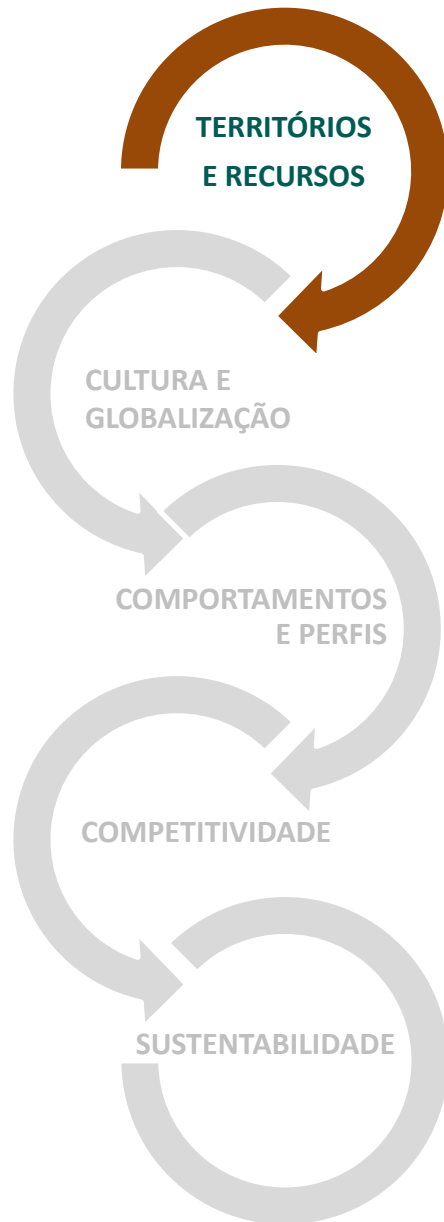 TERRITÓRIOS
E RECURSOS
CULTURA E
GLOBALIZAÇÃO
COMPORTAMENTOS
E PERFIS
COMPETITIVIDADE
SUSTENTABILIDADE